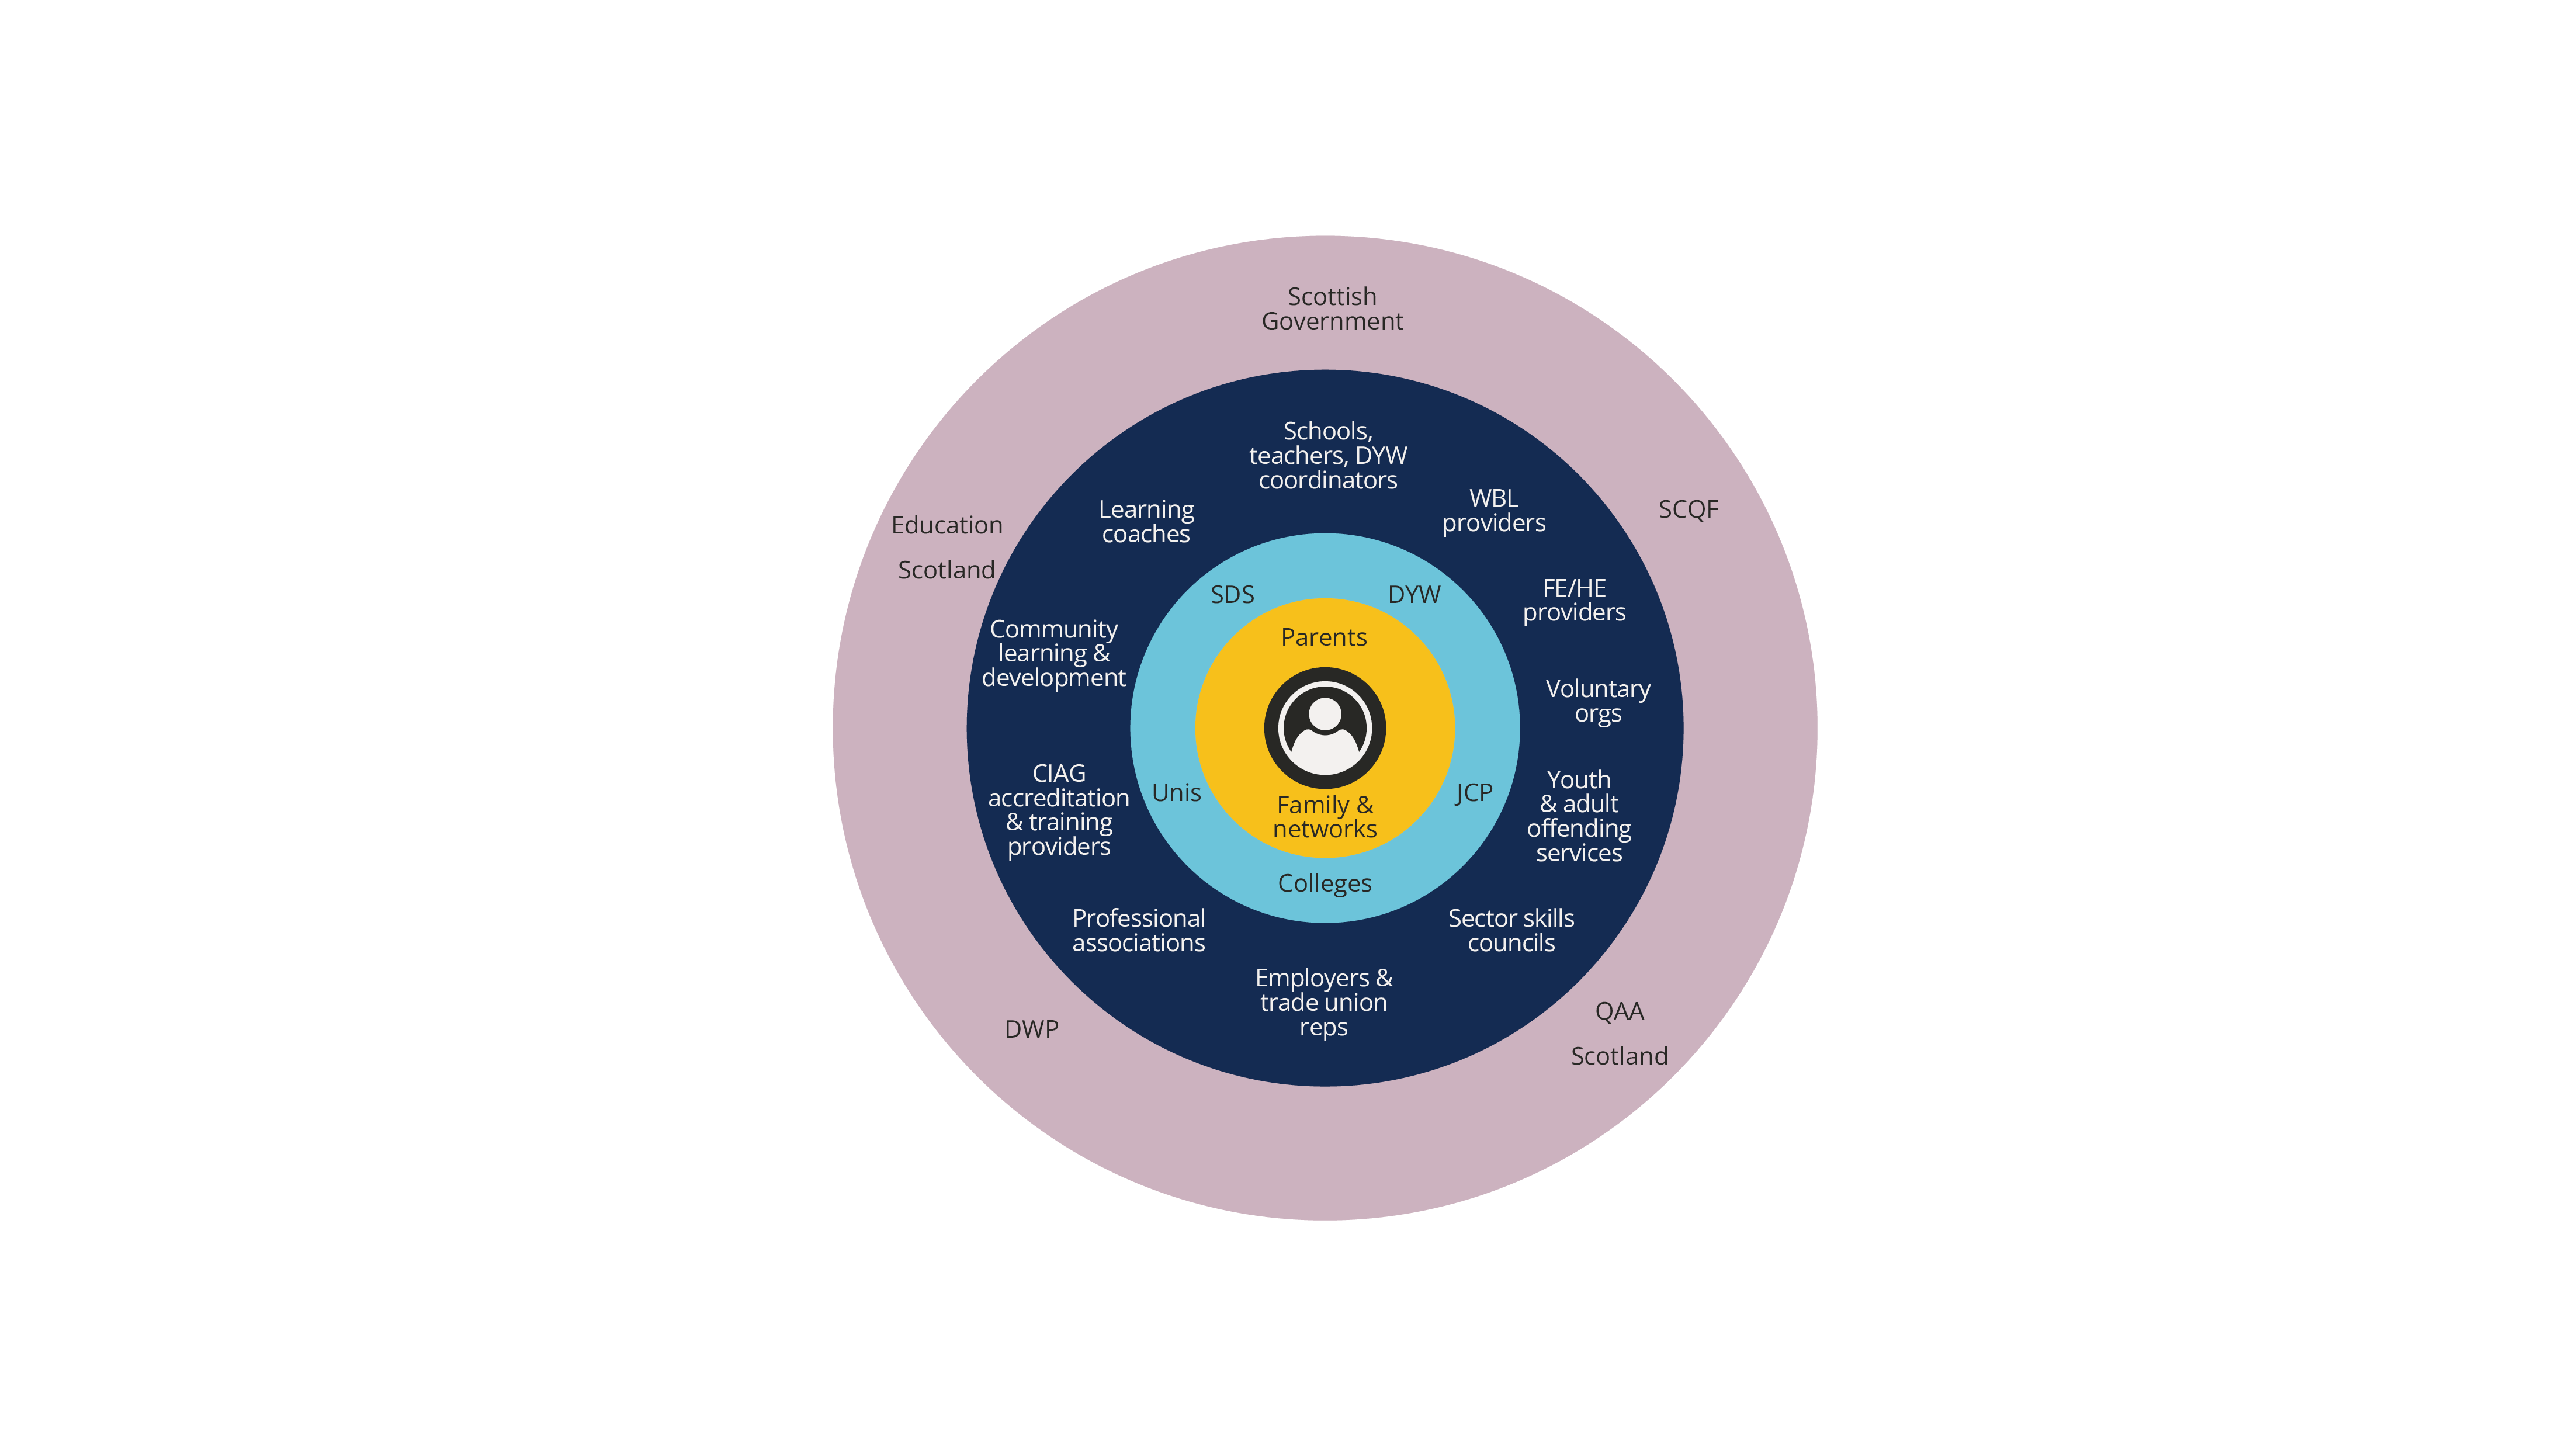 Scottish
Government
Schools,
teachers, DYW
coordinators
WBL
providers
Learning
coaches
SCQF
Education
Scotland
FE/HE
providers
SDS
DYW
Community
learning &
development
Parents
Voluntary
orgs
CIAG
accreditation
& training
providers
Unis
JCP
Youth
& adult
offending
services
Family &
networks
Colleges
Professional
associations
Sector skills
councils
Employers &
trade union
reps
DWP
QAA
Scotland